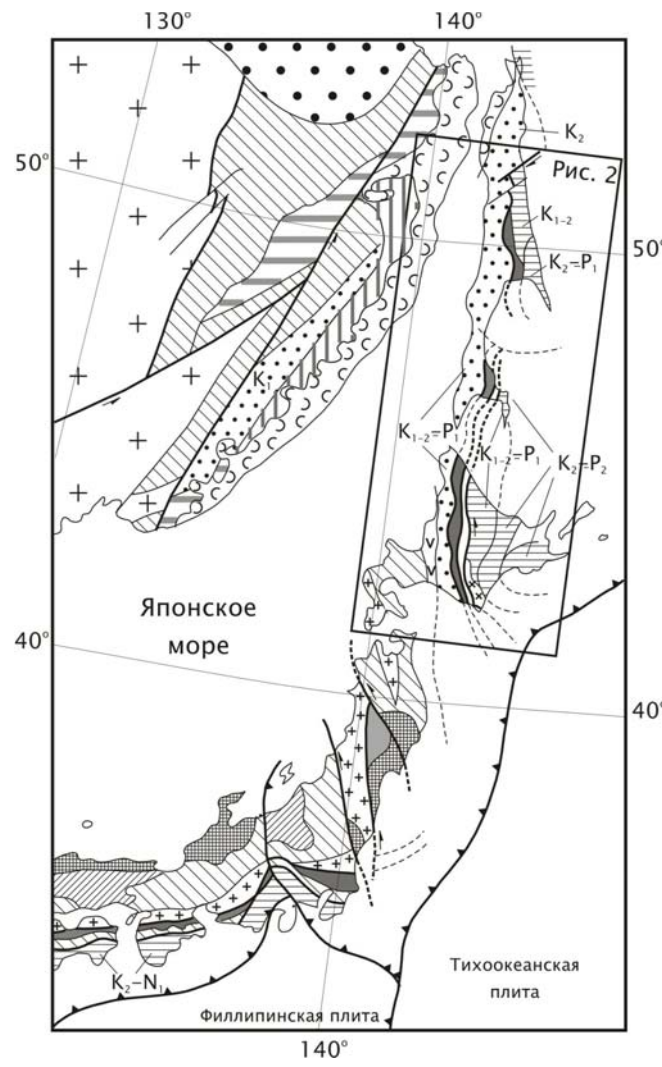 130°
140°
K₂
50°
Рис. 2
K₁₋₂
50°
K₂–P₁
K₁
K₁₋₂–P₁
K₁₋₂–P₁
K₂–P₂
Японское
море
40°
40°
K₂–N₁
Тихоокеанская
плита
Филлипинская плита
140°